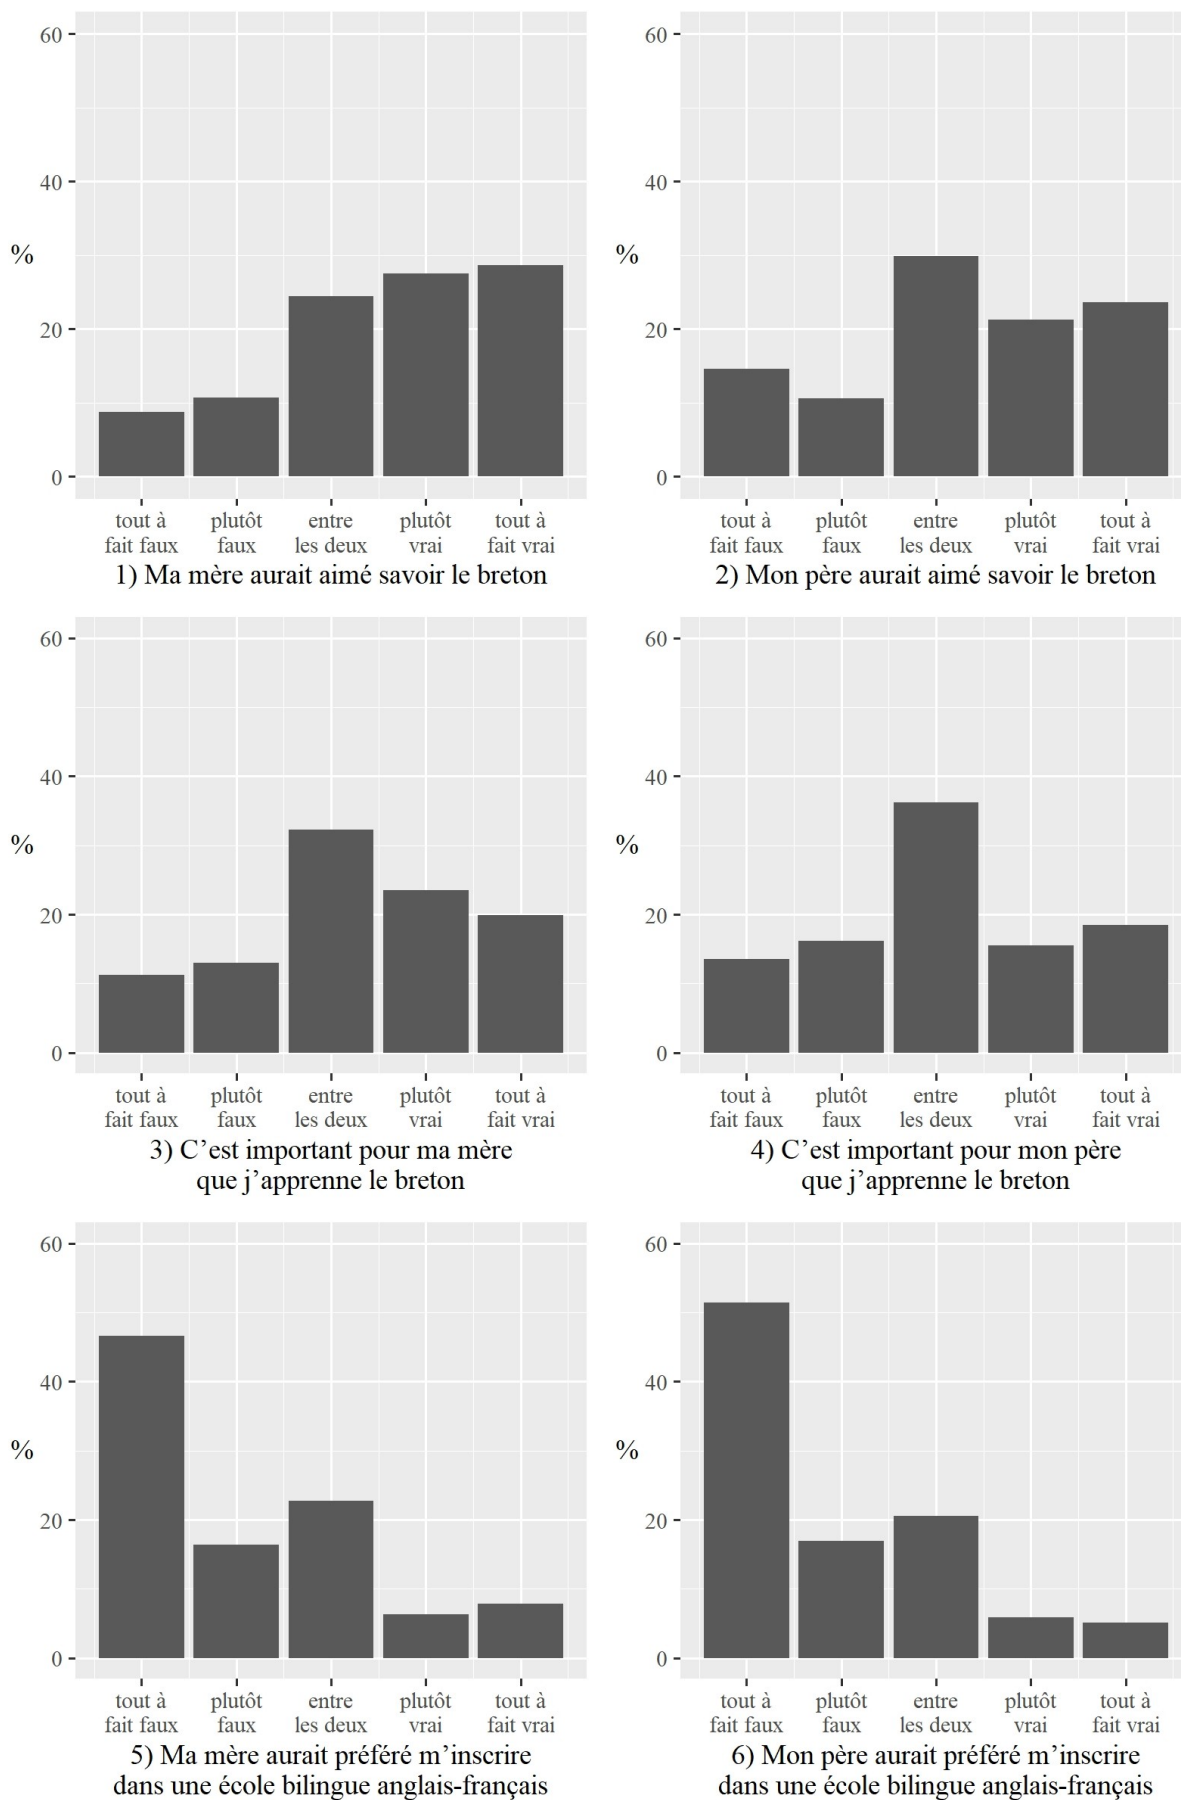 60
40
%
20
0
tout à
fait faux
plutôt
faux
entre
les deux
plutôt
vrai
tout à
fait vrai
1) Ma mère aurait aimé savoir le breton
60
40
%
20
0
tout à
fait faux
plutôt
faux
entre
les deux
plutôt
vrai
tout à
fait vrai
2) Mon père aurait aimé savoir le breton
60
40
%
20
0
tout à
fait faux
plutôt
faux
entre
les deux
plutôt
vrai
tout à
fait vrai
3) C’est important pour ma mère
que j’apprenne le breton
60
40
%
20
0
tout à
fait faux
plutôt
faux
entre
les deux
plutôt
vrai
tout à
fait vrai
4) C’est important pour mon père
que j’apprenne le breton
60
40
%
20
0
tout à
fait faux
plutôt
faux
entre
les deux
plutôt
vrai
tout à
fait vrai
5) Ma mère aurait préféré m’inscrire
dans une école bilingue anglais-français
60
40
%
20
0
tout à
fait faux
plutôt
faux
entre
les deux
plutôt
vrai
tout à
fait vrai
6) Mon père aurait préféré m’inscrire
dans une école bilingue anglais-français